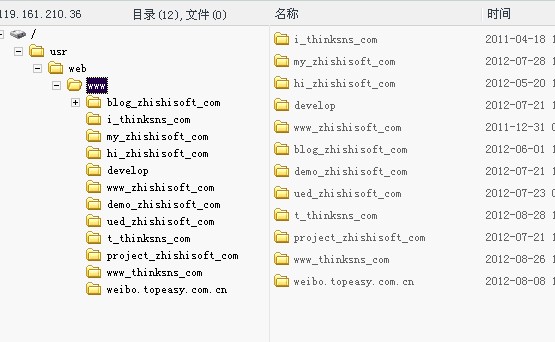 119.161.210.36 目录(12),文件(0) 名称 时间
/
usr
web
www
blog_zhishisoft_com
i_thinksns_com
my_zhishisoft_com
hi_zhishisoft_com
develop
www_zhishisoft_com
demo_zhishisoft_com
ued_zhishisoft_com
t_thinksns_com
project_zhishisoft_com
www_thinksns_com
weibo.topeasy.com.cn
i_thinksns_com 2011-04-18 1
my_zhishisoft_com 2012-07-28 1
hi_zhishisoft_com 2012-05-20 1
develop 2012-07-21 1
www_zhishisoft_com 2011-12-31 0
blog_zhishisoft_com 2012-06-01 1
demo_zhishisoft_com 2012-07-21 1
ued_zhishisoft_com 2012-07-23 0
t_thinksns_com 2012-08-28 1
project_zhishisoft_com 2012-07-21 1
www_thinksns_com 2012-08-26 1
weibo.topeasy.com.cn 2012-08-08 1